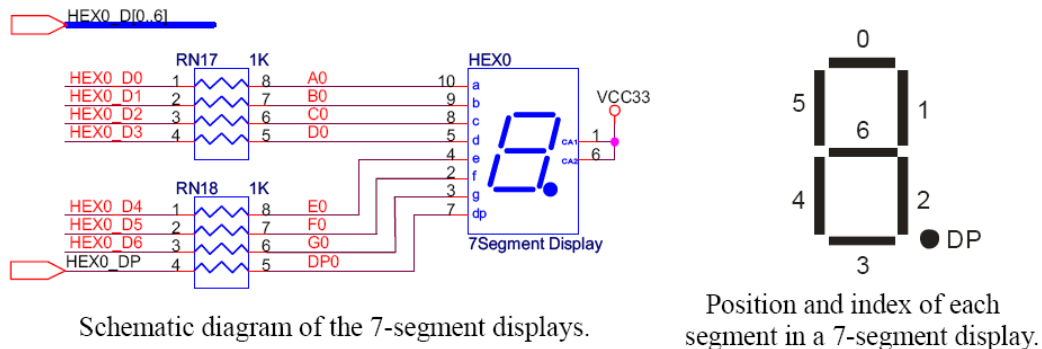 HEX0_D[0..6]
RN17 1K
HEX0_D0 1 8 A0
HEX0_D1 2 7 B0
HEX0_D2 3 6 C0
HEX0_D3 4 5 D0
RN18 1K
HEX0_D4 1 8 E0
HEX0_D5 2 7 F0
HEX0_D6 3 6 G0
HEX0_DP 4 5 DP0
HEX0
10 a
9 b
8 c
5 d
4 e
2 f
3 g
7 dp
CA1 1
CA2 6
VCC33
7Segment Display
Schematic diagram of the 7-segment displays.
0
5 1
6
4 2
DP
3
Position and index of each
segment in a 7-segment display.